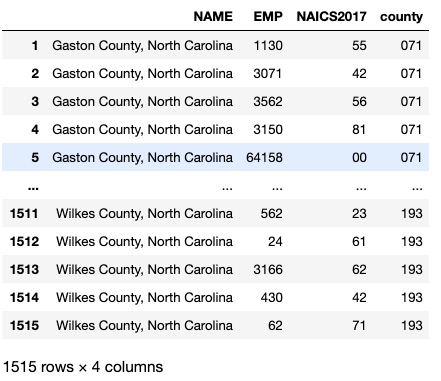 NAME EMP NAICS2017 county
1 Gaston County, North Carolina 1130 55 071
2 Gaston County, North Carolina 3071 42 071
3 Gaston County, North Carolina 3562 56 071
4 Gaston County, North Carolina 3150 81 071
5 Gaston County, North Carolina 64158 00 071
... ... ... ... ...
1511 Wilkes County, North Carolina 562 23 193
1512 Wilkes County, North Carolina 24 61 193
1513 Wilkes County, North Carolina 3166 62 193
1514 Wilkes County, North Carolina 430 42 193
1515 Wilkes County, North Carolina 62 71 193
1515 rows × 4 columns